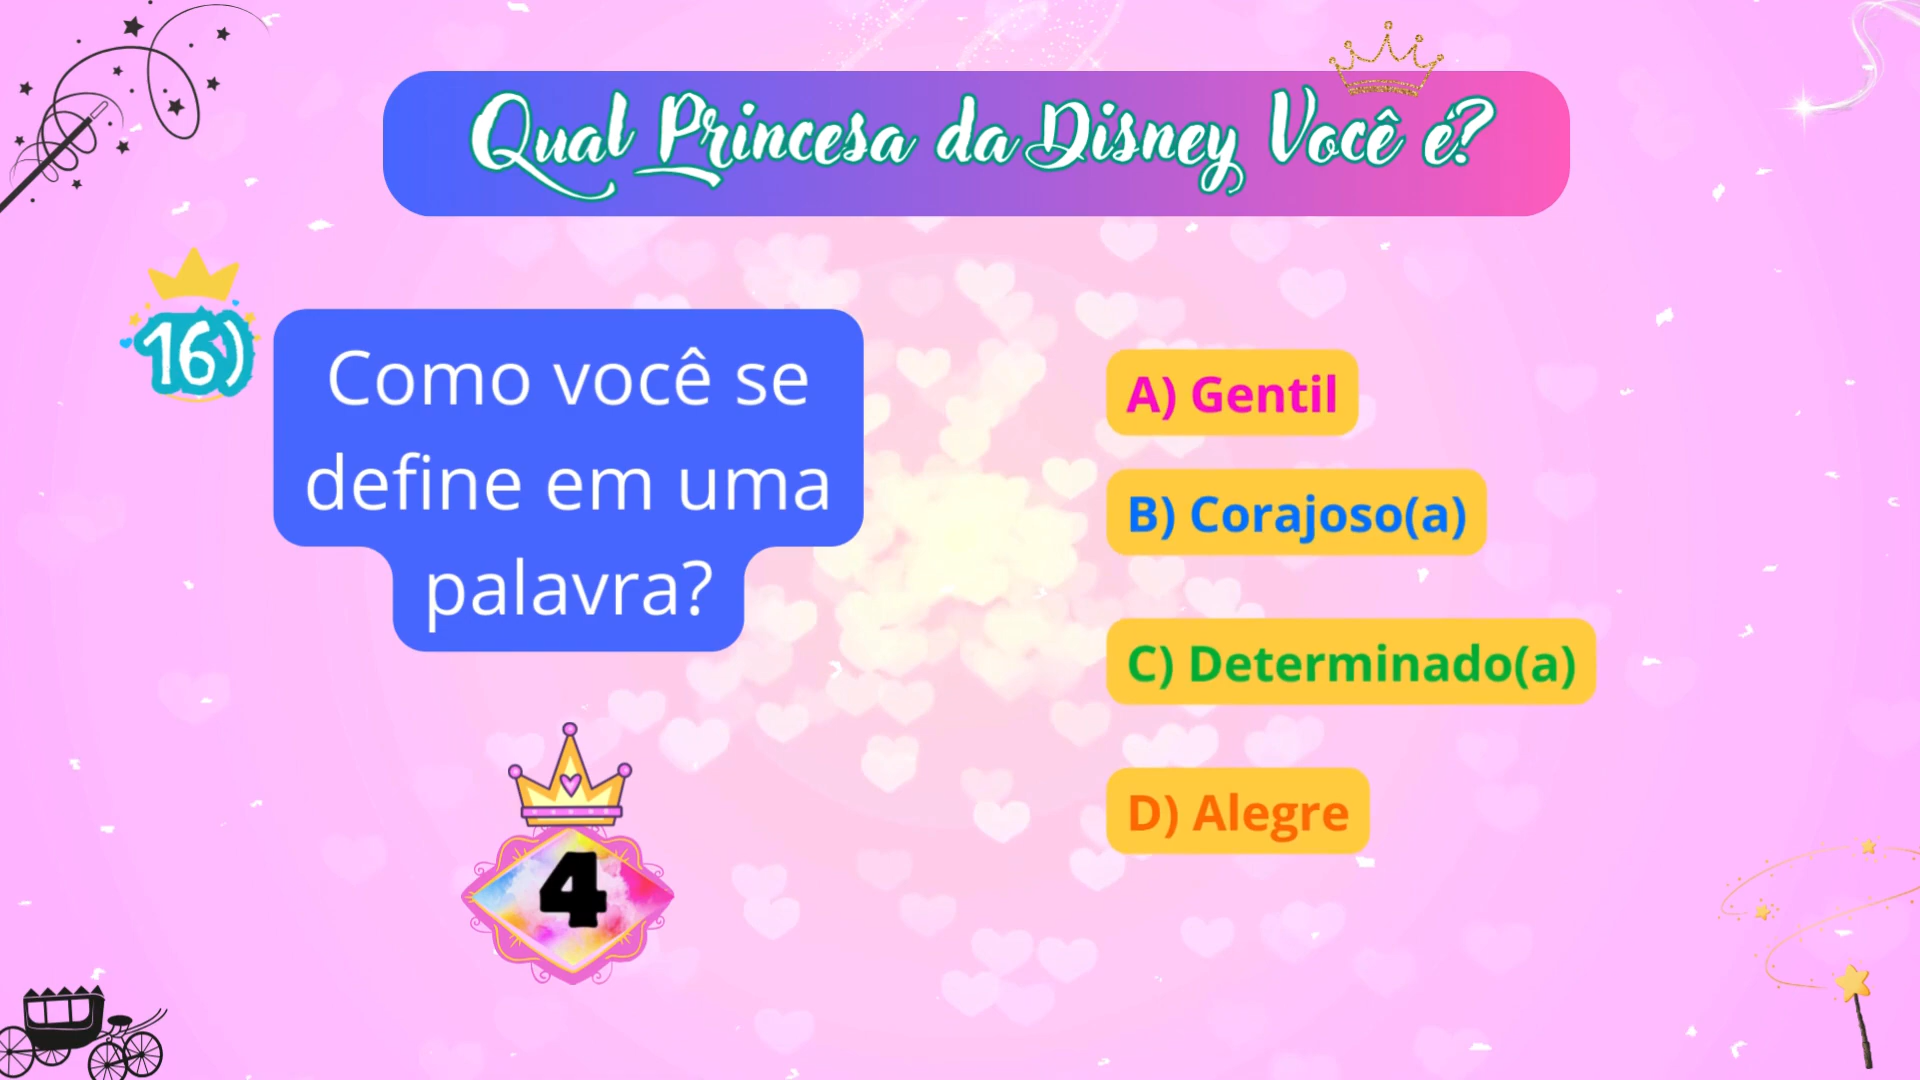 Qual Princesa da Disney Você é?
16)
Como você se
define em uma
palavra?
A) Gentil
B) Corajoso(a)
C) Determinado(a)
D) Alegre
4